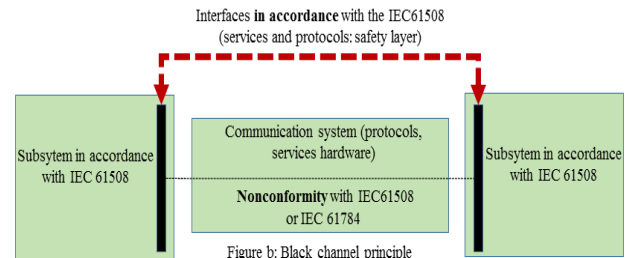 Interfaces in accordance with the IEC61508
(services and protocols: safety layer)
Subsytem in accordance
with IEC 61508
Communication system (protocols,
services hardware)
Nonconformity with IEC61508
or IEC 61784
Subsystem in accordance
with IEC 61508
Figure b: Black channel principle